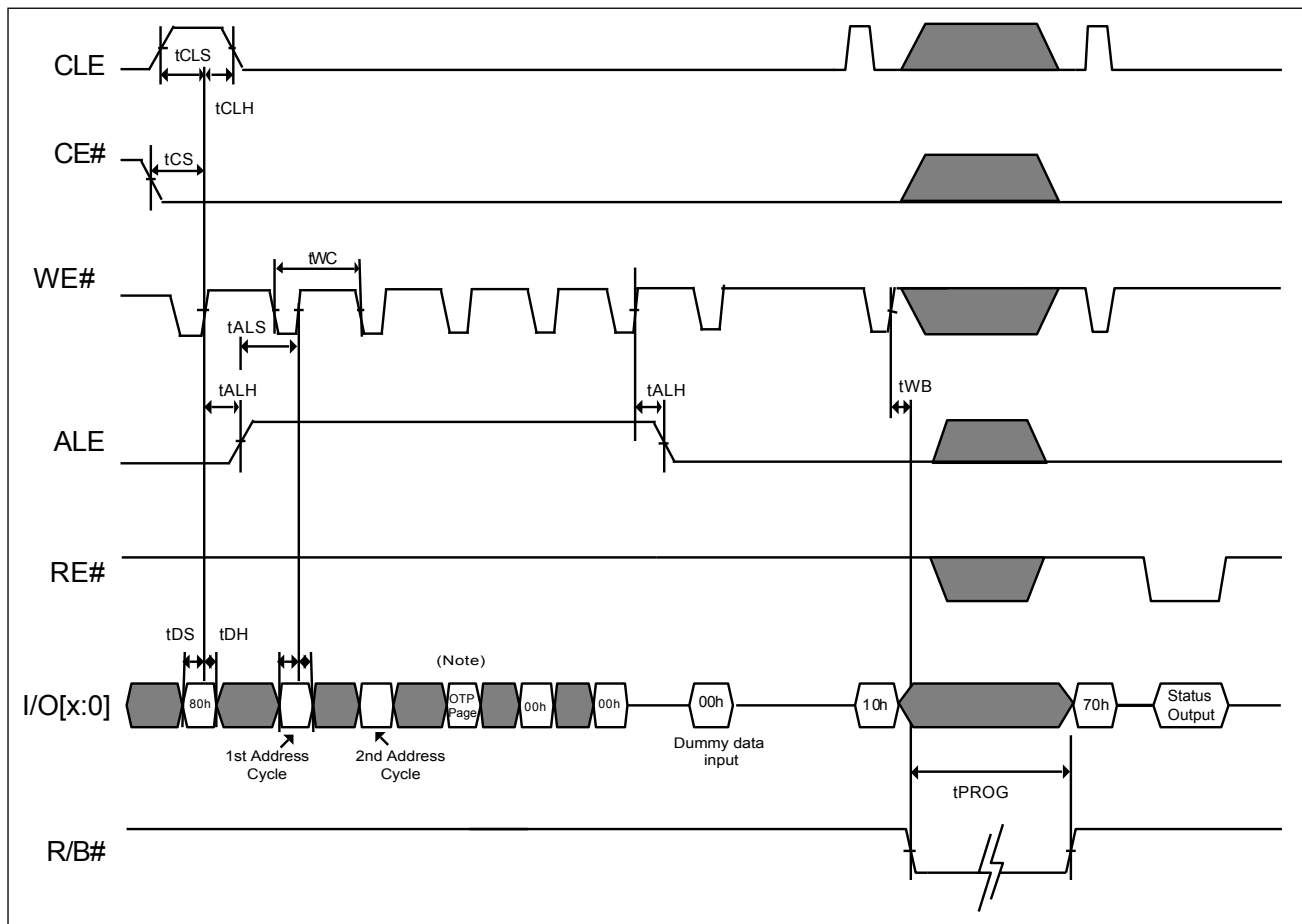 CLE
tCLS
tCLH
CE#
tCS
WE#
tWC
tALS
tALH
tALH
tWB
ALE
RE#
tDS
tDH
(Note)
I/O[x:0]
80h
OTP
Page
00h
00h
00h
10h
70h
Status
Output
1st Address
Cycle
2nd Address
Cycle
Dummy data
input
tPROG
R/B#